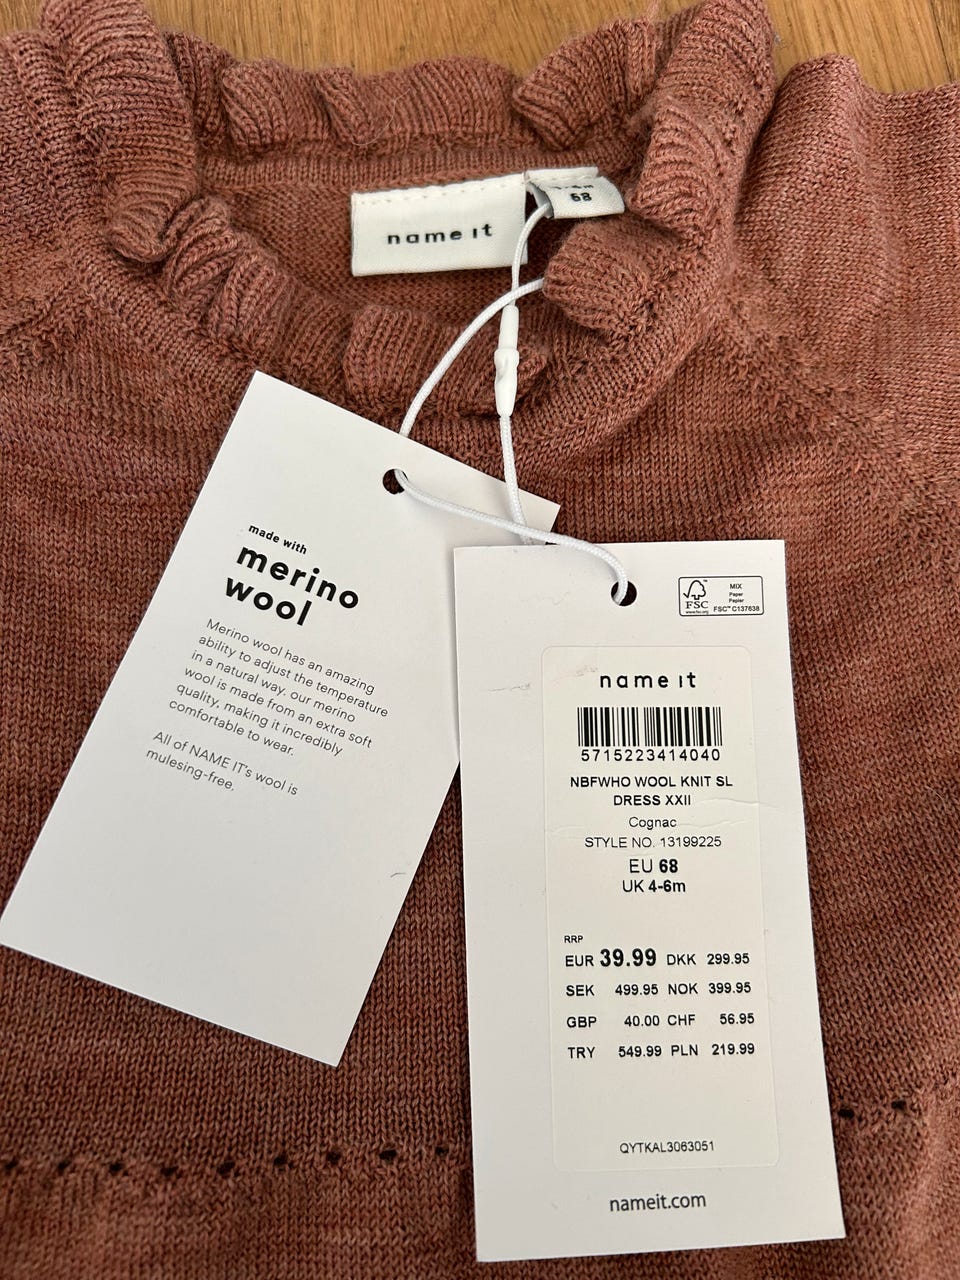 name it
68
made with
merino
wool
Merino wool has an amazing
ability to adjust the temperature
in a natural way. our merino
wool is made from an extra soft
quality, making it incredibly
comfortable to wear.
All of NAME IT's wool is
mulesing-free.
FSC
www.fsc.org
MIX
Paper
Papier
FSC™ C137638
name it
5715223414040
NBFWHO WOOL KNIT SL
DRESS XXII
Cognac
STYLE NO. 13199225
EU 68
UK 4-6m
RRP
EUR 39.99 DKK 299.95
SEK 499.95 NOK 399.95
GBP 40.00 CHF 56.95
TRY 549.99 PLN 219.99
QYTKAL3063051
nameit.com